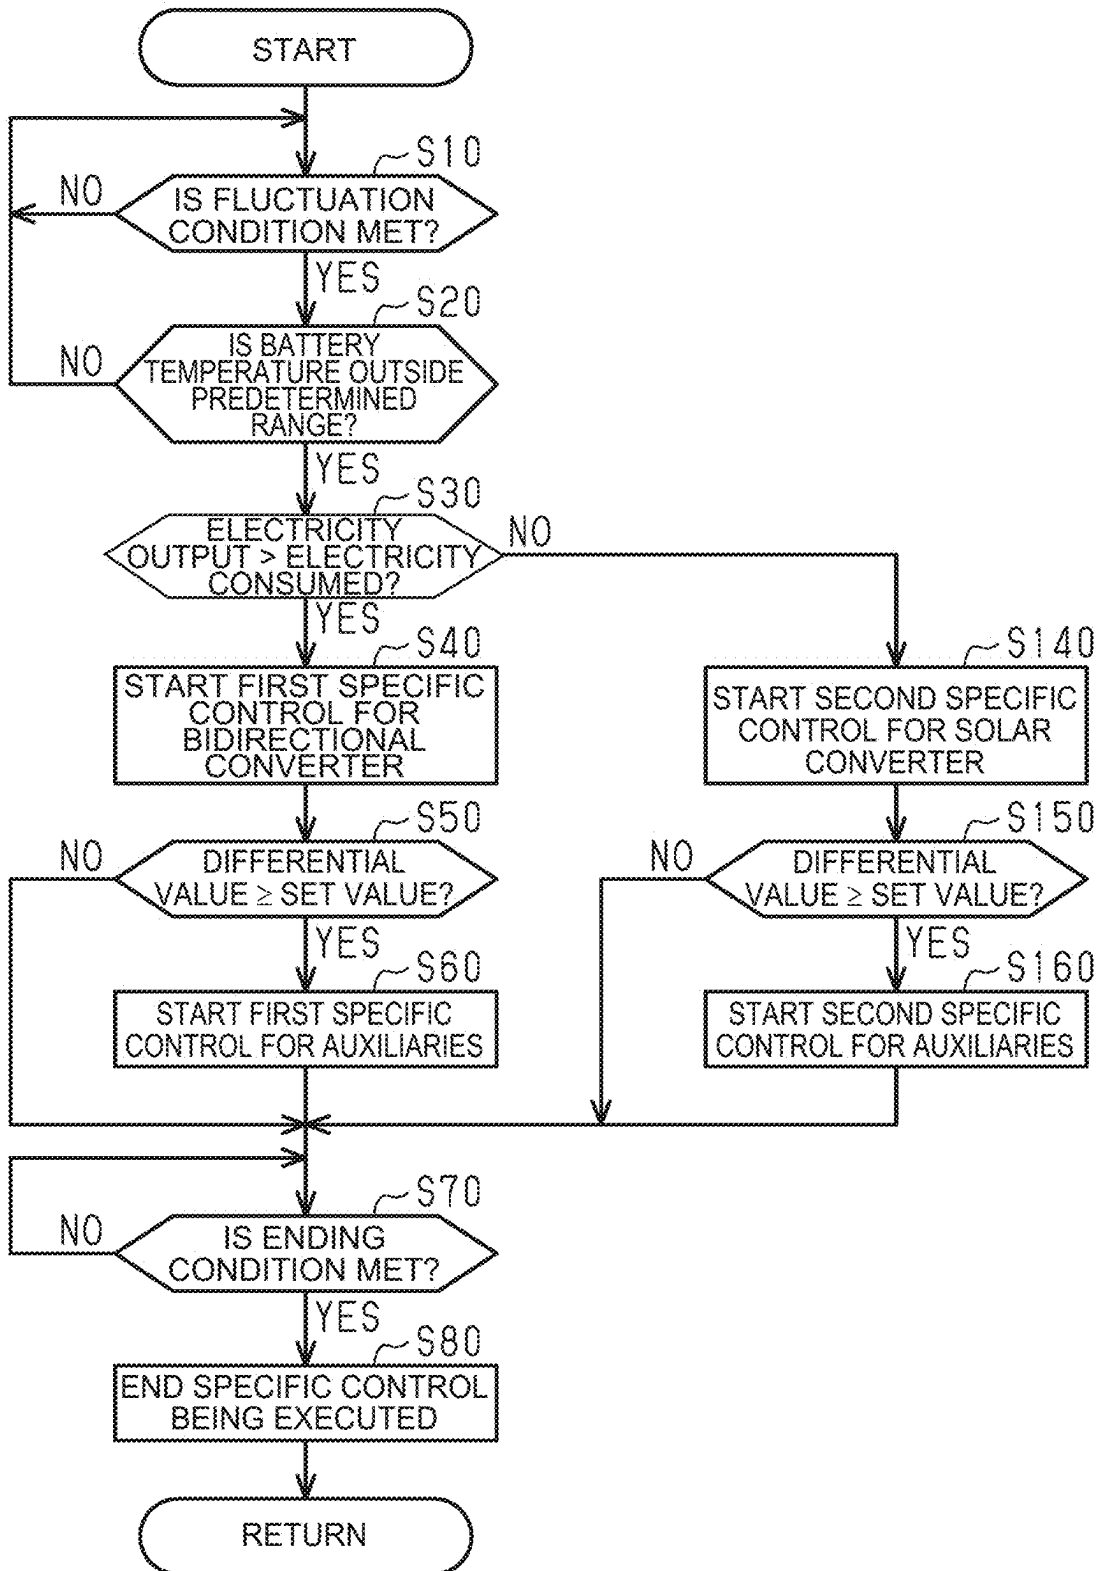 START
S10
NO
IS FLUCTUATION
CONDITION MET?
YES
S20
NO
IS BATTERY
TEMPERATURE OUTSIDE
PREDETERMINED
RANGE?
YES
S30
ELECTRICITY
OUTPUT > ELECTRICITY
CONSUMED?
NO
YES
S40
START FIRST SPECIFIC
CONTROL FOR
BIDIRECTIONAL
CONVERTER
S140
START SECOND SPECIFIC
CONTROL FOR SOLAR
CONVERTER
S50
NO
DIFFERENTIAL
VALUE ≥ SET VALUE?
YES
S150
NO
DIFFERENTIAL
VALUE ≥ SET VALUE?
YES
S60
START FIRST SPECIFIC
CONTROL FOR AUXILIARIES
S160
START SECOND SPECIFIC
CONTROL FOR AUXILIARIES
S70
NO
IS ENDING
CONDITION MET?
YES
S80
END SPECIFIC CONTROL
BEING EXECUTED
RETURN